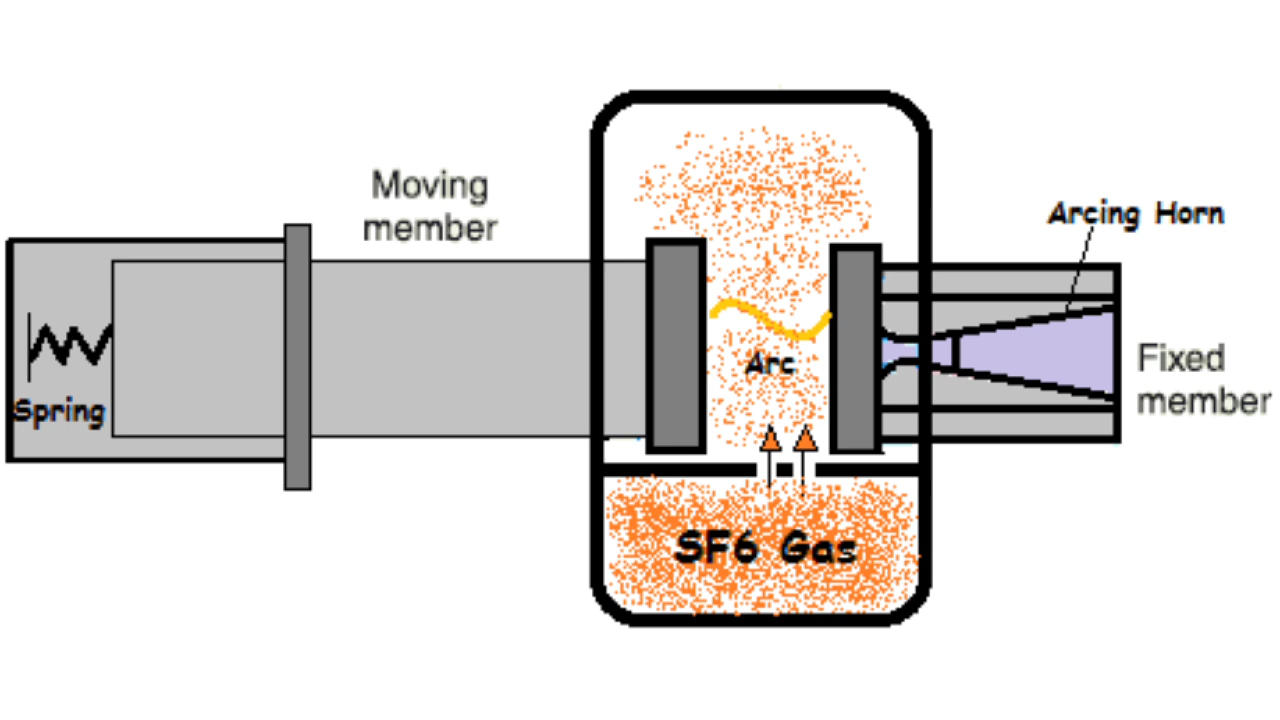 Moving
member
Arcing Horn
Arc
Fixed
member
Spring
SF6 Gas